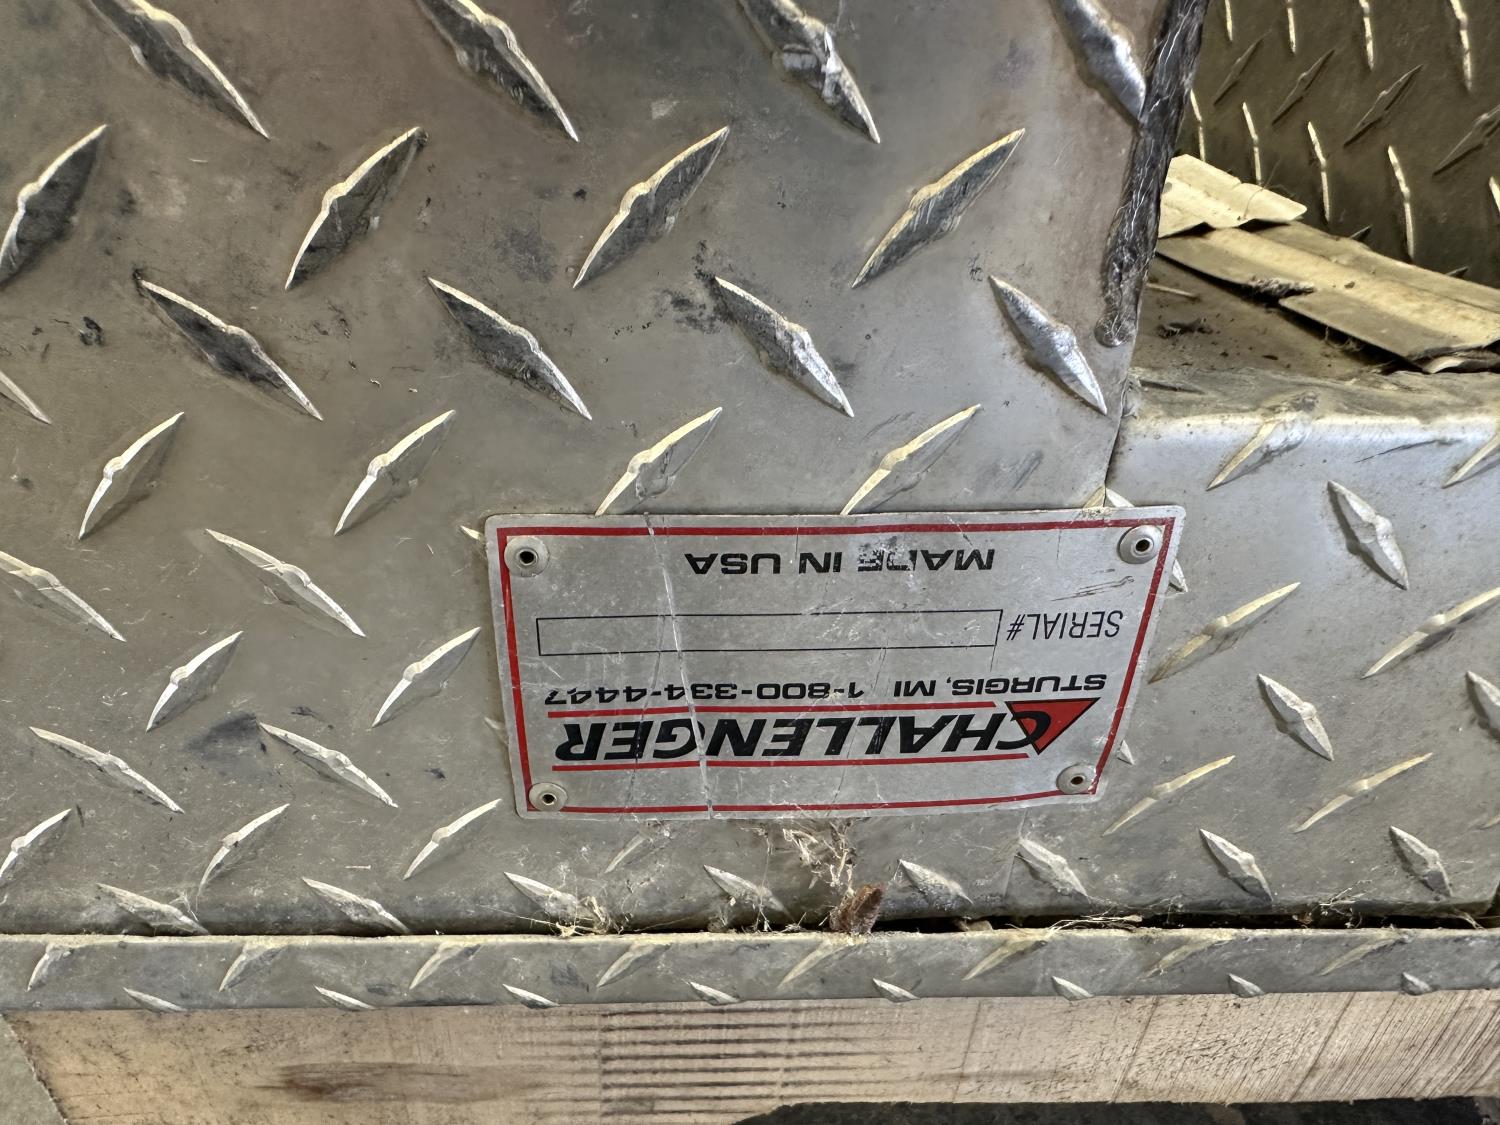 CHALLENGER
STURGIS, MI 1-800-334-4447
SERIAL#
MADE IN USA